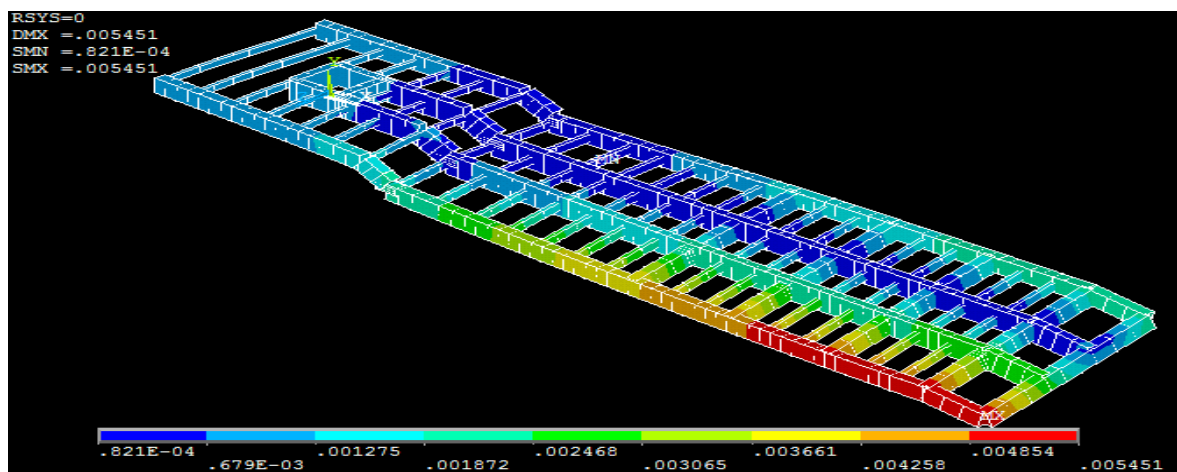 RSYS=0
DMX =.005451
SMN =.821E-04
SMX =.005451
Y
MN
MX
.821E-04 .001275 .002468 .003661 .004854
.679E-03 .001872 .003065 .004258 .005451